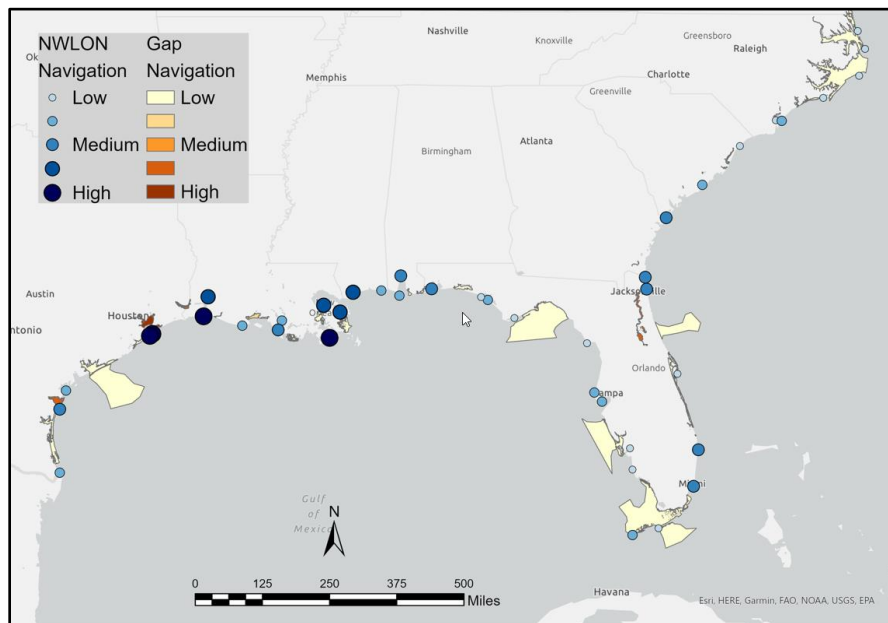 NWLON Gap
Navigation Navigation
Low Low
Medium Medium
High High
Nashville
Knoxville
Greensboro
Raleigh
Memphis
Charlotte
Greenville
Birmingham
Atlanta
Austin
Houston
ntonio
Jacksonville
Orlando
ampa
Miami
Gulf
of
Mexico
N
0 125 250 375 500
Miles
Havana
Esri, HERE, Garmin, FAO, NOAA, USGS, EPA